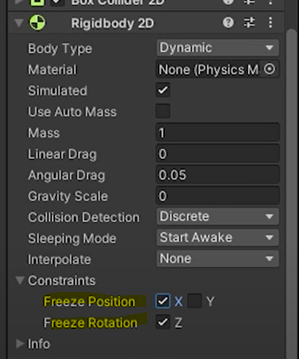 Box Collider 2D
Rigidbody 2D
Body Type Dynamic
Material None (Physics M
Simulated
Use Auto Mass
Mass 1
Linear Drag 0
Angular Drag 0.05
Gravity Scale 0
Collision Detection Discrete
Sleeping Mode Start Awake
Interpolate None
Constraints
Freeze Position X Y
Freeze Rotation Z
Info